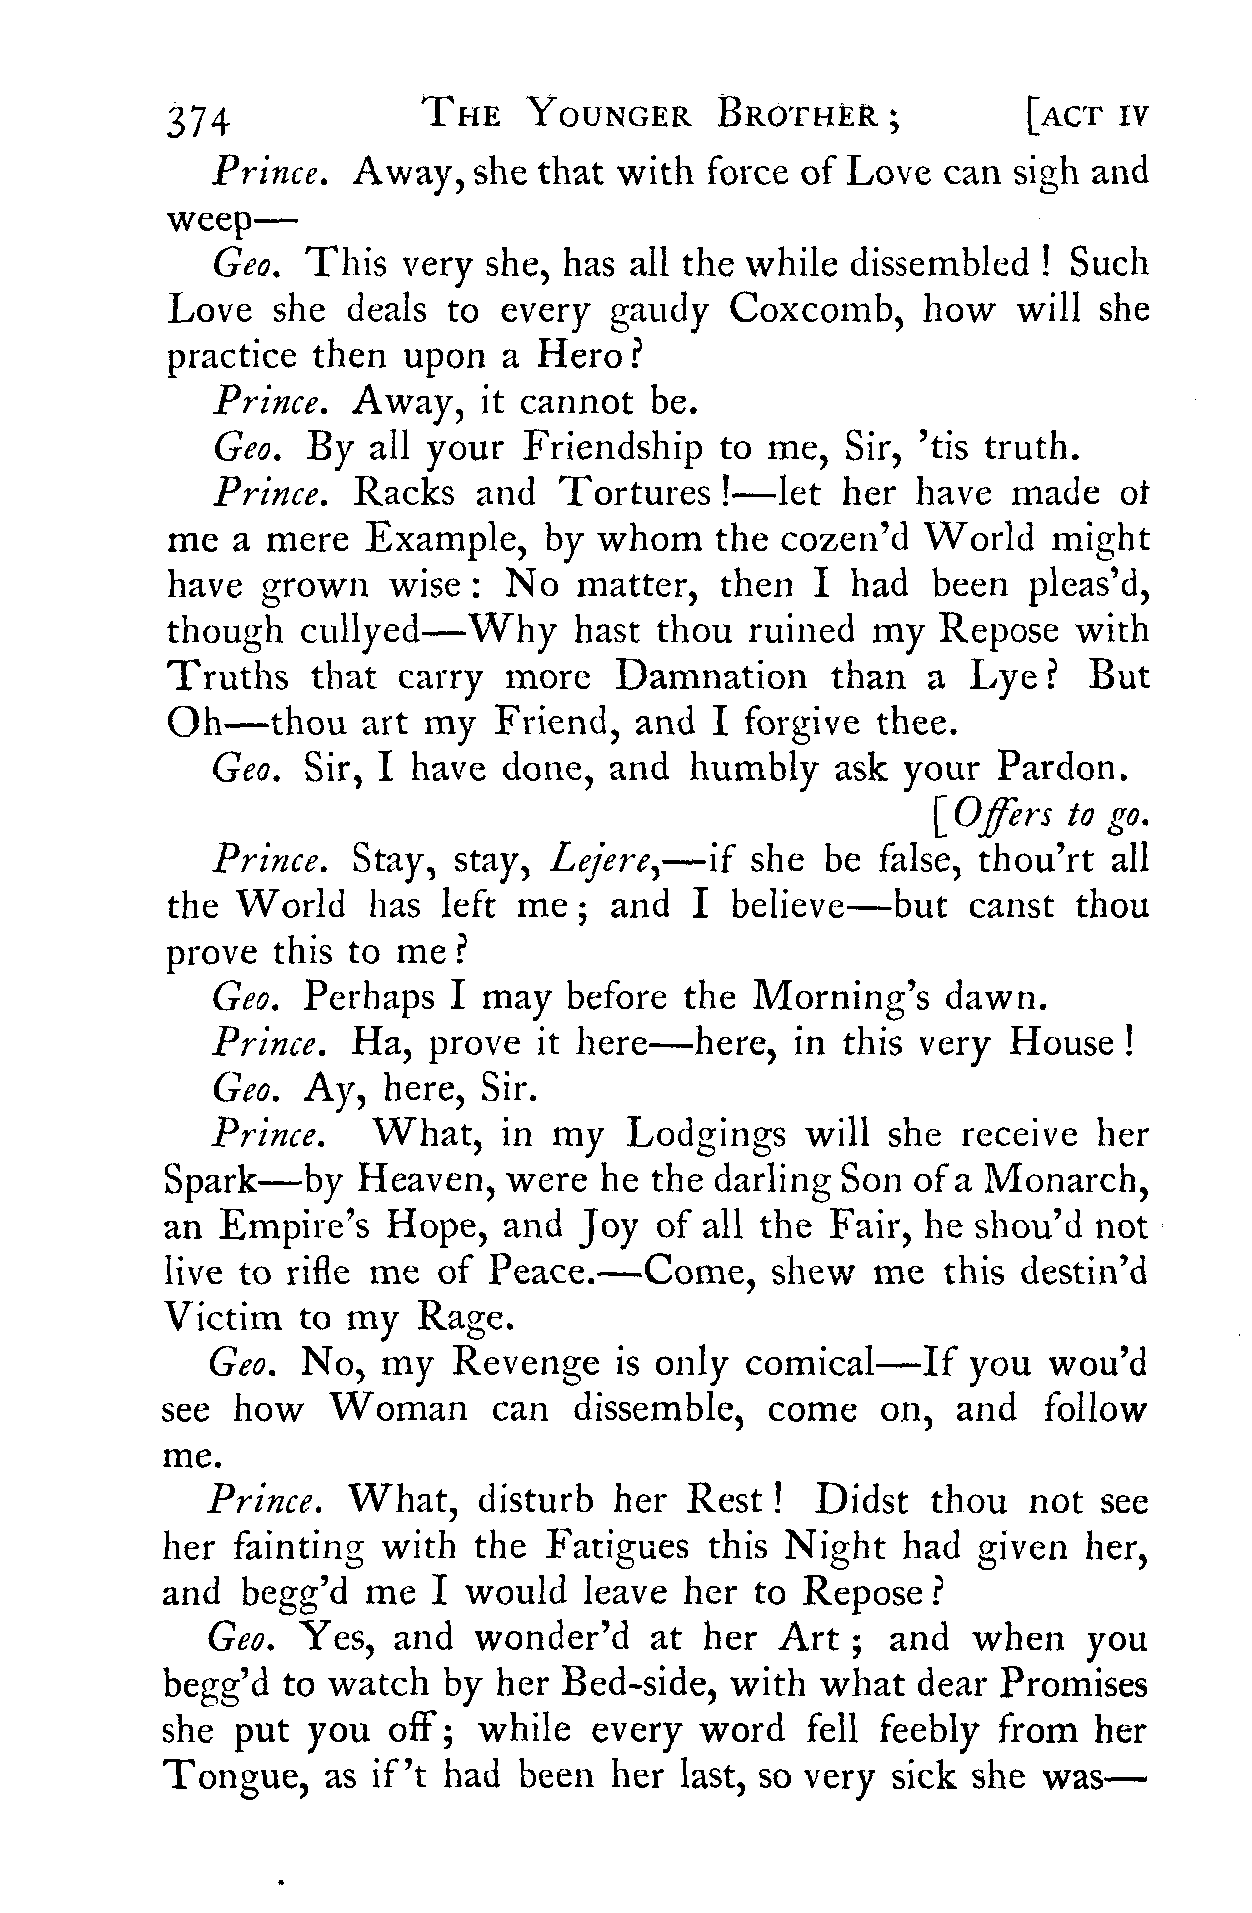 374 THE YOUNGER BROTHER; [ACT IV
Prince. Away, she that with force of Love can sigh and
weep—
Geo. This very she, has all the while dissembled! Such
Love she deals to every gaudy Coxcomb, how will she
practice then upon a Hero?
Prince. Away, it cannot be.
Geo. By all your Friendship to me, Sir, 'tis truth.
Prince. Racks and Tortures!—let her have made of
me a mere Example, by whom the cozen'd World might
have grown wise: No matter, then I had been pleas'd,
though cullyed—Why hast thou ruined my Repose with
Truths that carry more Damnation than a Lye? But
Oh—thou art my Friend, and I forgive thee.
Geo. Sir, I have done, and humbly ask your Pardon.
[Offers to go.
Prince. Stay, stay, Lejere,—if she be false, thou'rt all
the World has left me; and I believe—but canst thou
prove this to me?
Geo. Perhaps I may before the Morning's dawn.
Prince. Ha, prove it here—here, in this very House!
Geo. Ay, here, Sir.
Prince. What, in my Lodgings will she receive her
Spark—by Heaven, were he the darling Son of a Monarch,
an Empire's Hope, and Joy of all the Fair, he shou'd not
live to rifle me of Peace.—Come, shew me this destin'd
Victim to my Rage.
Geo. No, my Revenge is only comical—If you wou'd
see how Woman can dissemble, come on, and follow
me.
Prince. What, disturb her Rest! Didst thou not see
her fainting with the Fatigues this Night had given her,
and begg'd me I would leave her to Repose?
Geo. Yes, and wonder'd at her Art; and when you
begg'd to watch by her Bed-side, with what dear Promises
she put you off; while every word fell feebly from her
Tongue, as if't had been her last, so very sick she was—